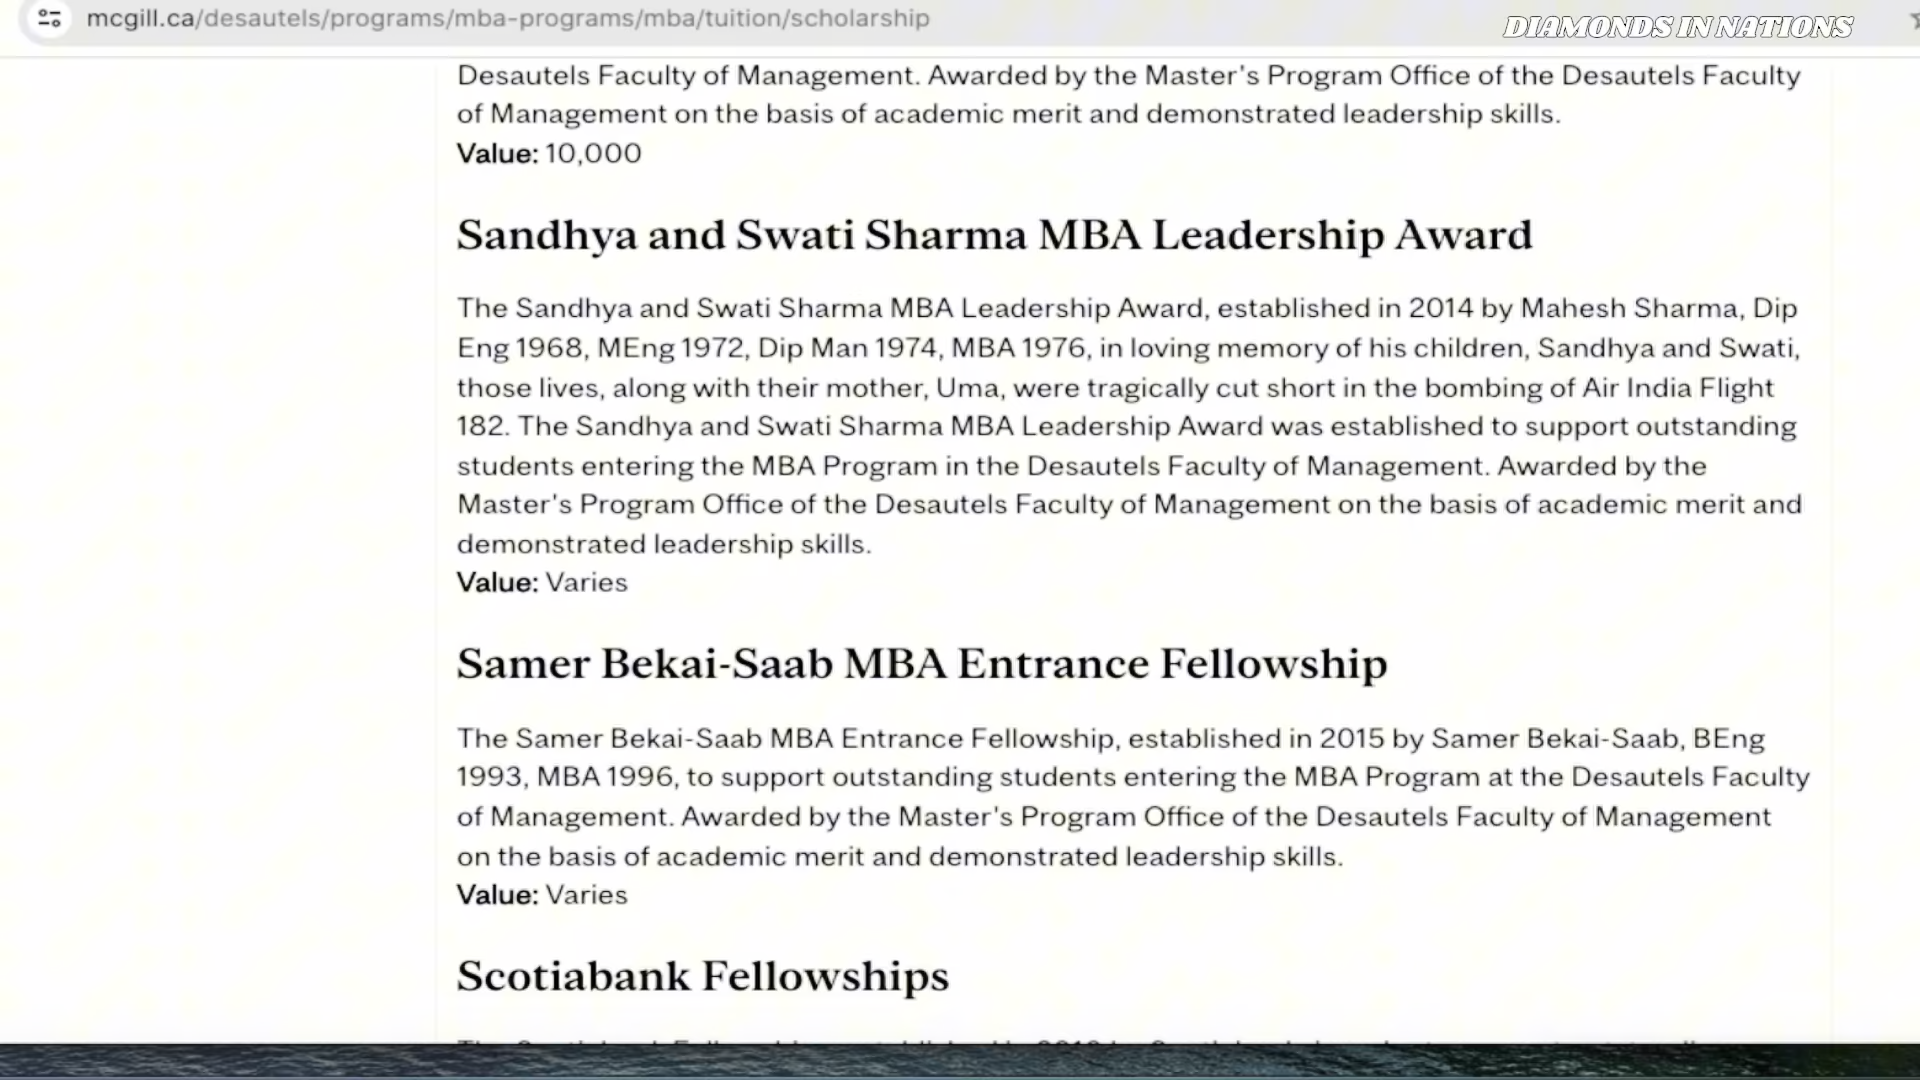 mcgill.ca/desautels/programs/mba-programs/mba/tuition/scholarship
DIAMONDS IN NATIONS
Desautels Faculty of Management. Awarded by the Master's Program Office of the Desautels Faculty
of Management on the basis of academic merit and demonstrated leadership skills.
Value: 10,000
Sandhya and Swati Sharma MBA Leadership Award
The Sandhya and Swati Sharma MBA Leadership Award, established in 2014 by Mahesh Sharma, Dip
Eng 1968, MEng 1972, Dip Man 1974, MBA 1976, in loving memory of his children, Sandhya and Swati,
those lives, along with their mother, Uma, were tragically cut short in the bombing of Air India Flight
182. The Sandhya and Swati Sharma MBA Leadership Award was established to support outstanding
students entering the MBA Program in the Desautels Faculty of Management. Awarded by the
Master's Program Office of the Desautels Faculty of Management on the basis of academic merit and
demonstrated leadership skills.
Value: Varies
Samer Bekai-Saab MBA Entrance Fellowship
The Samer Bekai-Saab MBA Entrance Fellowship, established in 2015 by Samer Bekai-Saab, BEng
1993, MBA 1996, to support outstanding students entering the MBA Program at the Desautels Faculty
of Management. Awarded by the Master's Program Office of the Desautels Faculty of Management
on the basis of academic merit and demonstrated leadership skills.
Value: Varies
Scotiabank Fellowships